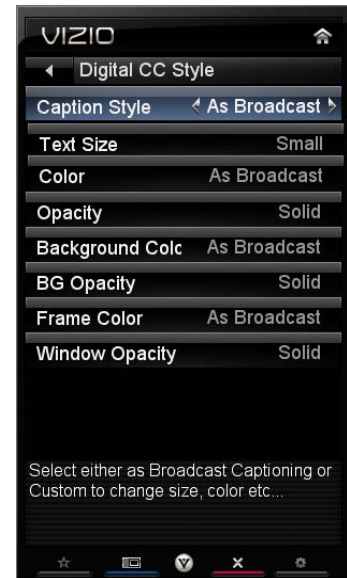 VIZIO
Digital CC Style
Caption Style As Broadcast
Text Size Small
Color As Broadcast
Opacity Solid
Background Colc As Broadcast
BG Opacity Solid
Frame Color As Broadcast
Window Opacity Solid
Select either as Broadcast Captioning or
Custom to change size, color etc...
V